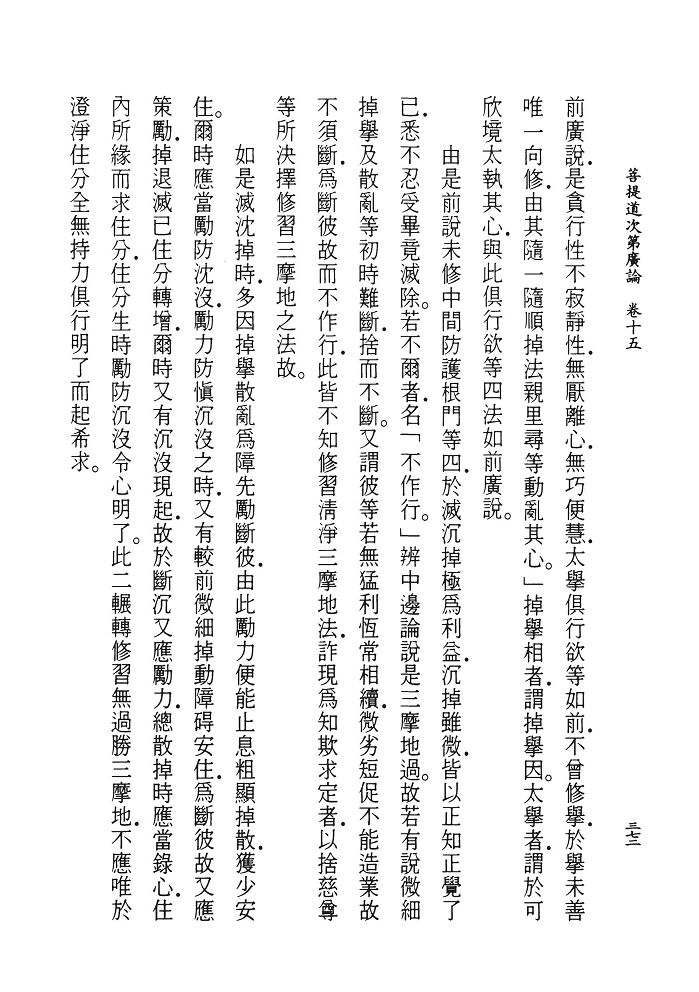 菩提道次第廣論　卷十五
三七三
前廣說．是貪行性不寂靜性．無厭離心．無巧便慧．太舉俱行欲等如前．不曾修舉．於舉未善
唯一向修．由其隨一隨順掉法親里尋等動亂其心。」掉舉相者．謂掉舉因。太舉者．謂於可
欣境太執其心．與此俱行欲等四法如前廣說。
由是前說未修中間防護根門等四．於滅沉掉極為利益．沉掉雖微．皆以正知正覺了
已．悉不忍受畢竟滅除。若不爾者．名「不作行。」辨中邊論說是三摩地過。故若有說微細
掉舉及散亂等初時難斷．捨而不斷。又謂彼等若無猛利恆常相續．微劣短促不能造業故
不須斷．為斷彼故而不作行．此皆不知修習清淨三摩地法．詐現為知欺求定者．以捨慈尊
等所決擇修習三摩地之法故。
如是滅沈掉時．多因掉舉散亂為障先勵斷彼．由此勵力便能止息粗顯掉散．獲少安
住。爾時應當勵防沈沒．勵力防慎沉沒之時．又有較前微細掉動障碍安住．為斷彼故又應
策勵．掉退滅已住分轉增．爾時又有沉沒現起．故於斷沉又應勵力．總散掉時應當錄心．住
內所緣而求住分．住分生時勵防沉沒令心明了。此二輾轉修習無過勝三摩地．不應唯於
澄淨住分全無持力俱行明了而起希求。